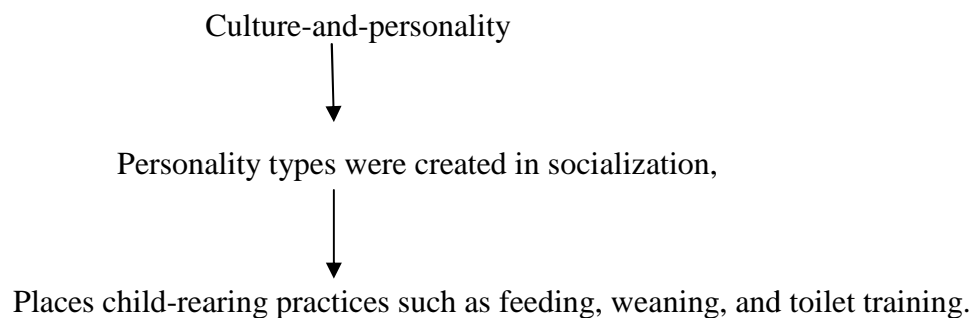 Culture-and-personality
Personality types were created in socialization,
Places child-rearing practices such as feeding, weaning, and toilet training.